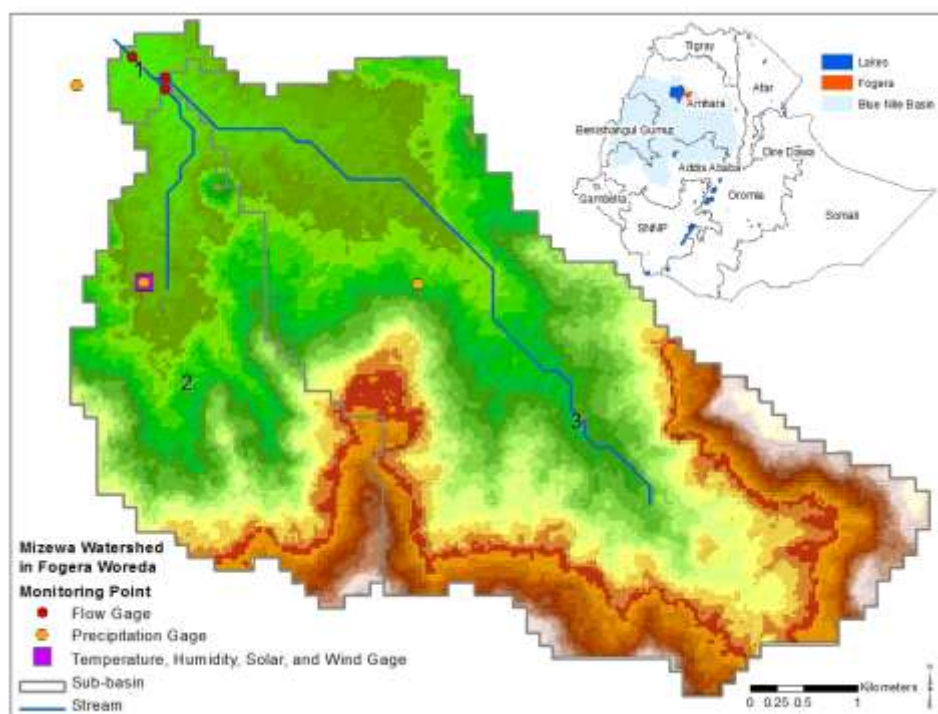 1
2
3
Tigray
Afar
Amhara
Benishangul Gumuz
Dire Dawa
Addis Ababa
Gambella
Oromia
Somali
SNNP
Lakes
Fogera
Blue Nile Basin
Mizewa Watershed
in Fogera Woreda
Monitoring Point
Flow Gage
Precipitation Gage
Temperature, Humidity, Solar, and Wind Gage
Sub-basin
Stream
Kilometers
0 0.25 0.5 1